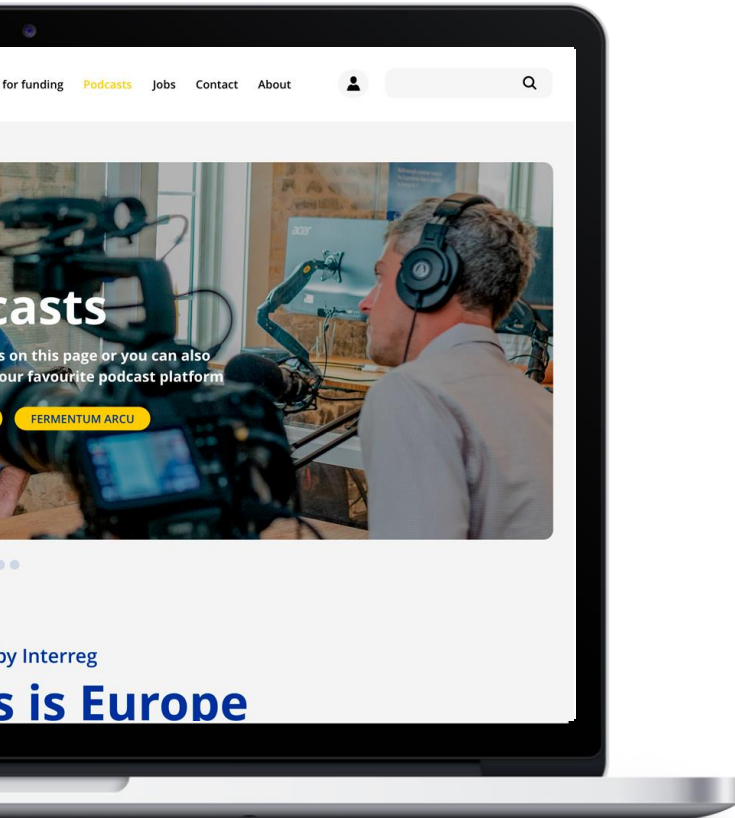 for funding Podcasts Jobs Contact About
acer
casts
s on this page or you can also
our favourite podcast platform
FERMENTUM ARCU
by Interreg
s is Europe